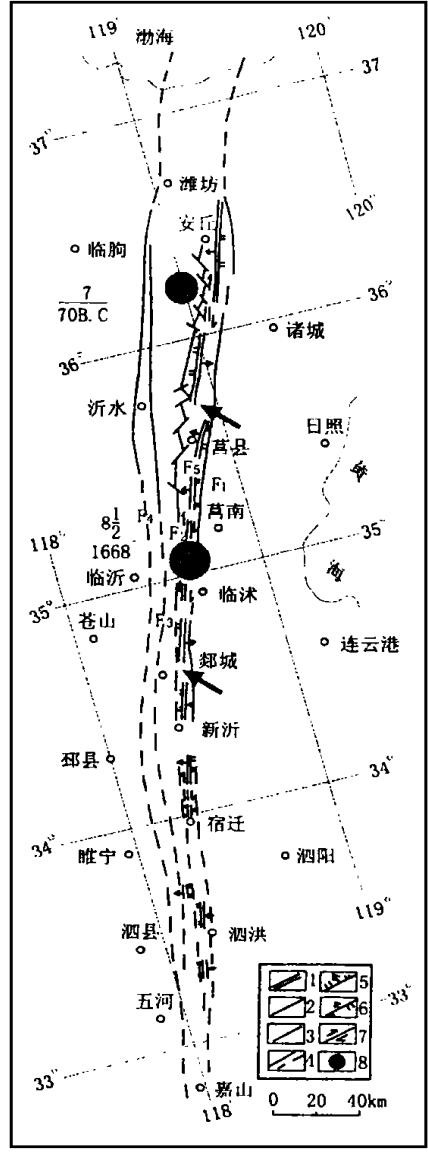 119°
120°
渤海
37
37°
潍坊
120°
安丘
临朐
7
70B.C
36°
诸城
36°
沂水
日照
莒县
黄
F5
F1
8 1/2
F4
118°
莒南
F2
1668
35°
海
临沂
临沭
35°
苍山
F3
郯城
连云港
新沂
邳县
34°
宿迁
34°
睢宁
泗阳
119°
泗县
泗洪
五河
1
5
2
6
33°
3
7
4
8
33°
嘉山
118°
0 20 40km